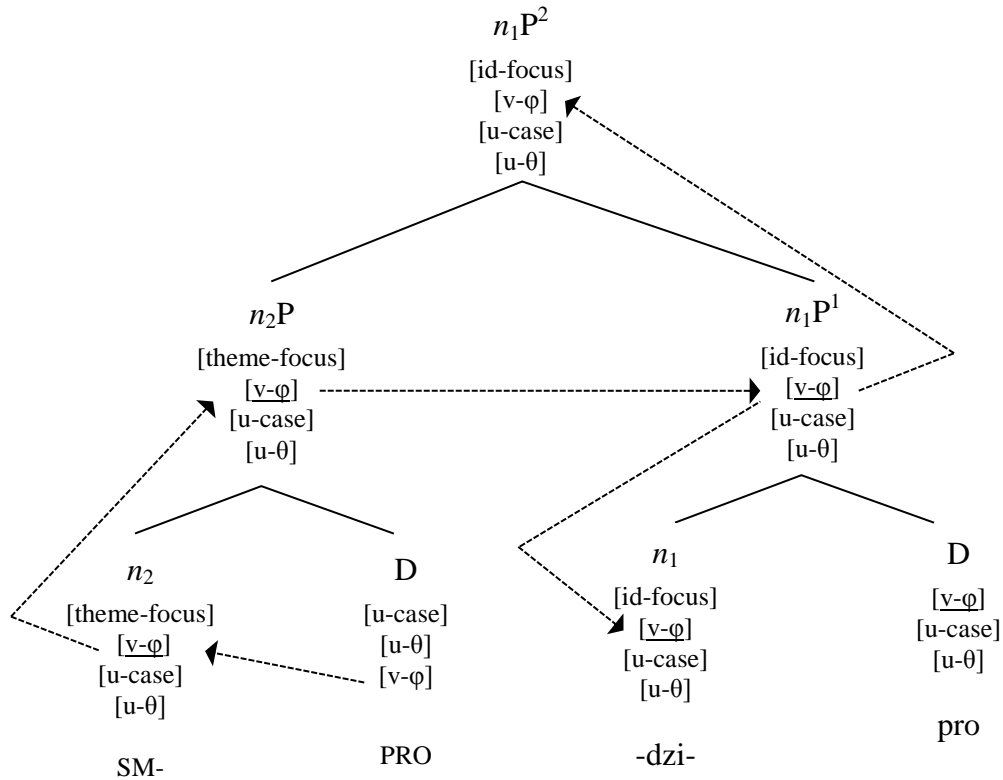 n₁P²
[id-focus]
[v-φ]
[u-case]
[u-θ]
n₂P
[theme-focus]
[v-φ]
[u-case]
[u-θ]
n₁P¹
[id-focus]
[v-φ]
[u-case]
[u-θ]
n₂
[theme-focus]
[v-φ]
[u-case]
[u-θ]
SM-
D
[u-case]
[u-θ]
[v-φ]
PRO
n₁
[id-focus]
[v-φ]
[u-case]
[u-θ]
-dzi-
D
[v-φ]
[u-case]
[u-θ]
pro